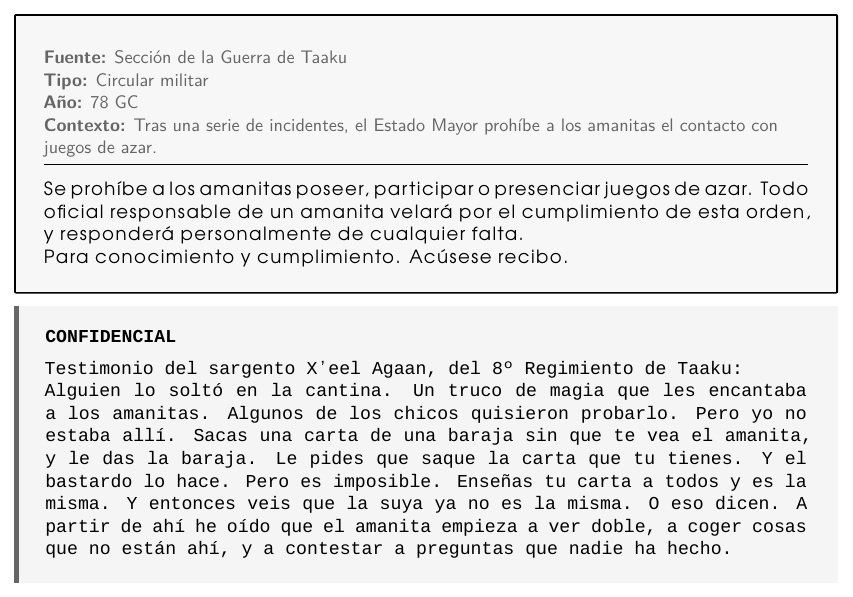 Fuente: Sección de la Guerra de Taaku
Tipo: Circular militar
Año: 78 GC
Contexto: Tras una serie de incidentes, el Estado Mayor prohíbe a los amanitas el contacto con
juegos de azar.
Se prohíbe a los amanitas poseer, participar o presenciar juegos de azar. Todo
oficial responsable de un amanita velará por el cumplimiento de esta orden,
y responderá personalmente de cualquier falta.
Para conocimiento y cumplimiento. Acúsese recibo.
CONFIDENCIAL
Testimonio del sargento X'eel Agaan, del 8º Regimiento de Taaku:
Alguien lo soltó en la cantina. Un truco de magia que les encantaba
a los amanitas. Algunos de los chicos quisieron probarlo. Pero yo no
estaba allí. Sacas una carta de una baraja sin que te vea el amanita,
y le das la baraja. Le pides que saque la carta que tu tienes. Y el
bastardo lo hace. Pero es imposible. Enseñas tu carta a todos y es la
misma. Y entonces veis que la suya ya no es la misma. O eso dicen. A
partir de ahí he oído que el amanita empieza a ver doble, a coger cosas
que no están ahí, y a contestar a preguntas que nadie ha hecho.